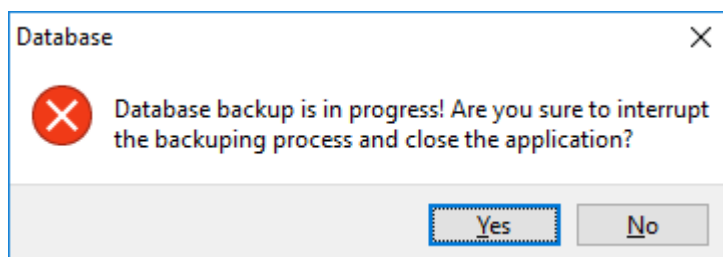 Database
Database backup is in progress! Are you sure to interrupt
the backuping process and close the application?
Yes
No